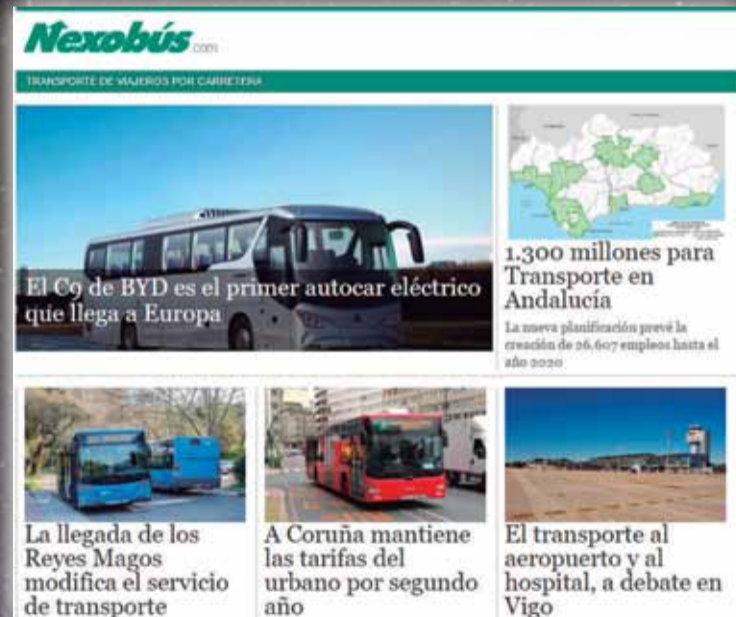 Nexobús.com
TRANSPORTE DE VIAJEROS POR CARRETERA
El C9 de BYD es el primer autocar eléctrico
que llega a Europa
1.300 millones para
Transporte en
Andalucía
La nueva planificación prevé la
creación de 26.607 empleos hasta el
año 2020
La llegada de los
Reyes Magos
modifica el servicio
de transporte
A Coruña mantiene
las tarifas del
urbano por segundo
año
El transporte al
aeropuerto y al
hospital, a debate en
Vigo